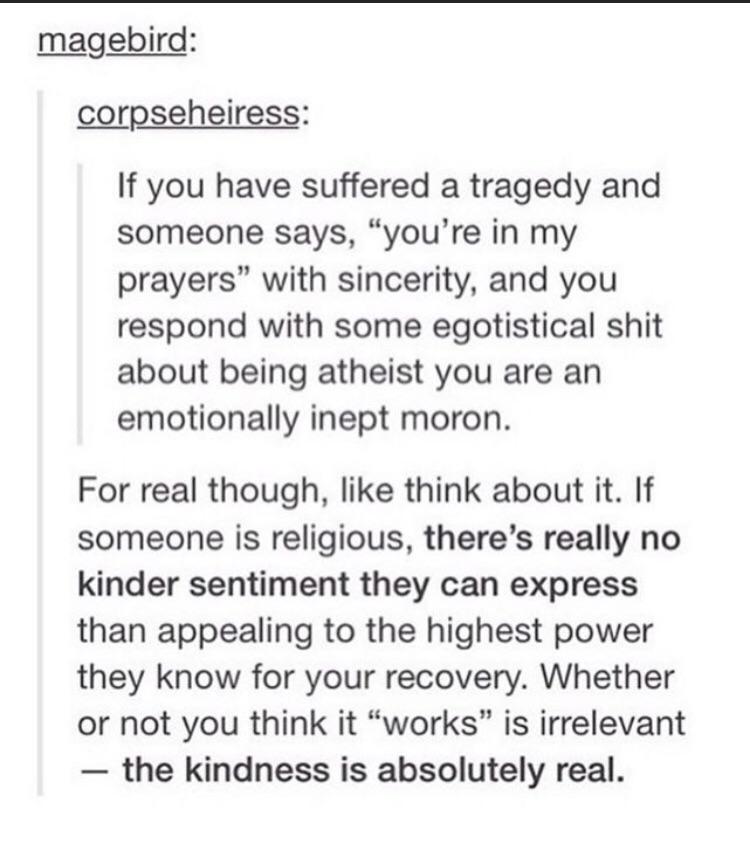 magebird:
corpseheiress:
If you have suffered a tragedy and
someone says, “you’re in my
prayers” with sincerity, and you
respond with some egotistical shit
about being atheist you are an
emotionally inept moron.
For real though, like think about it. If
someone is religious, there’s really no
kinder sentiment they can express
than appealing to the highest power
they know for your recovery. Whether
or not you think it “works” is irrelevant
— the kindness is absolutely real.